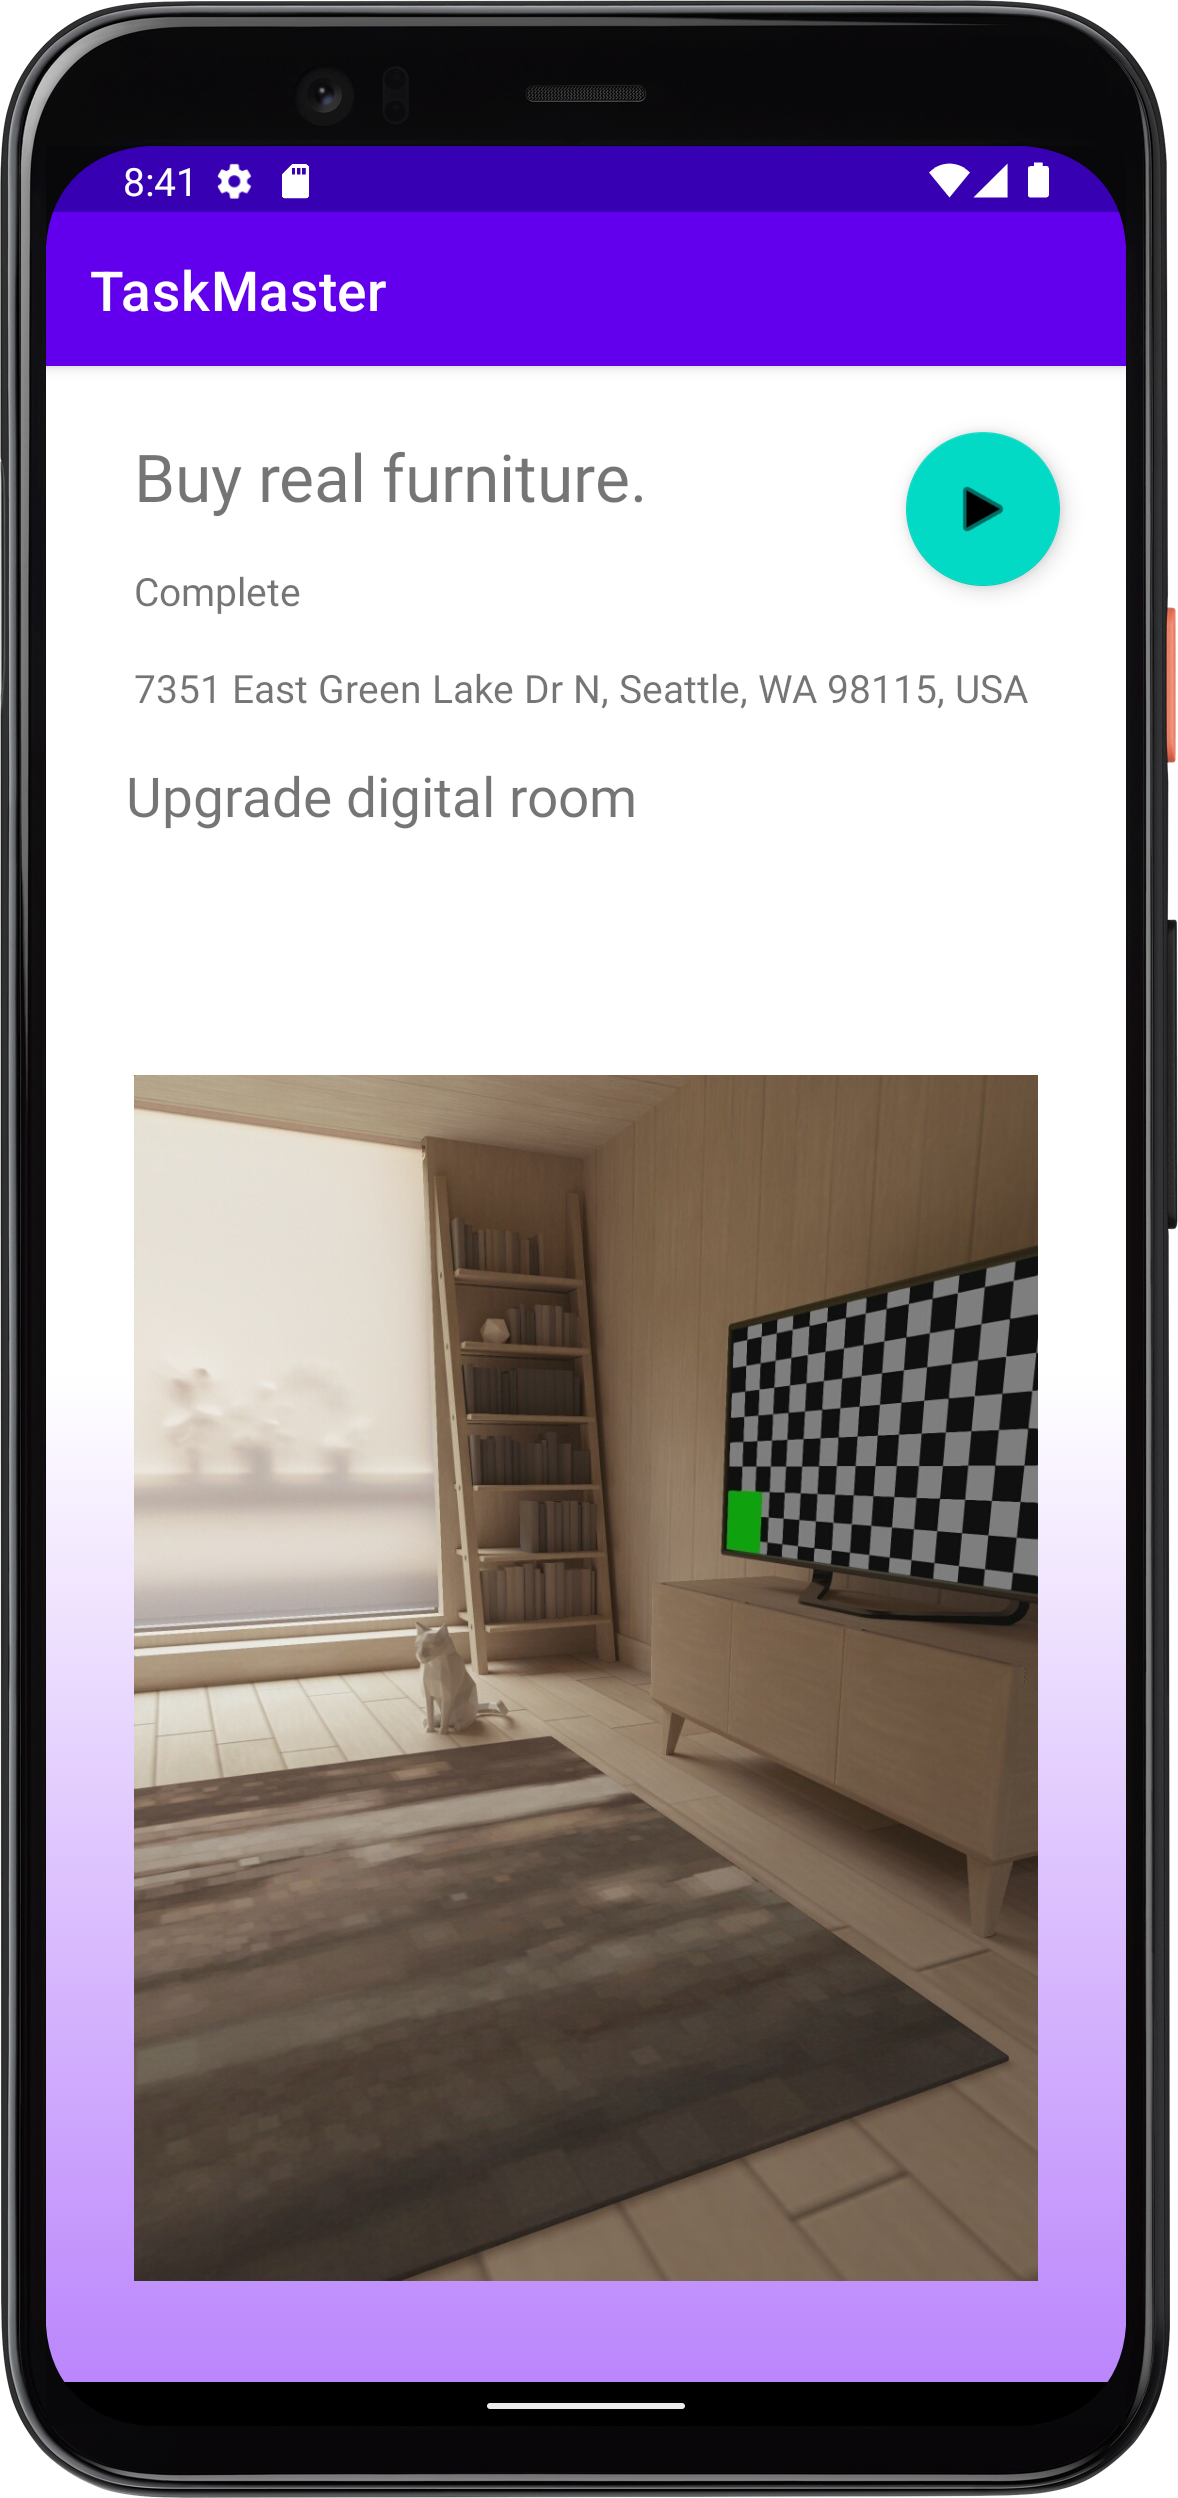 8:41
TaskMaster
Buy real furniture.
Complete
7351 East Green Lake Dr N, Seattle, WA 98115, USA
Upgrade digital room